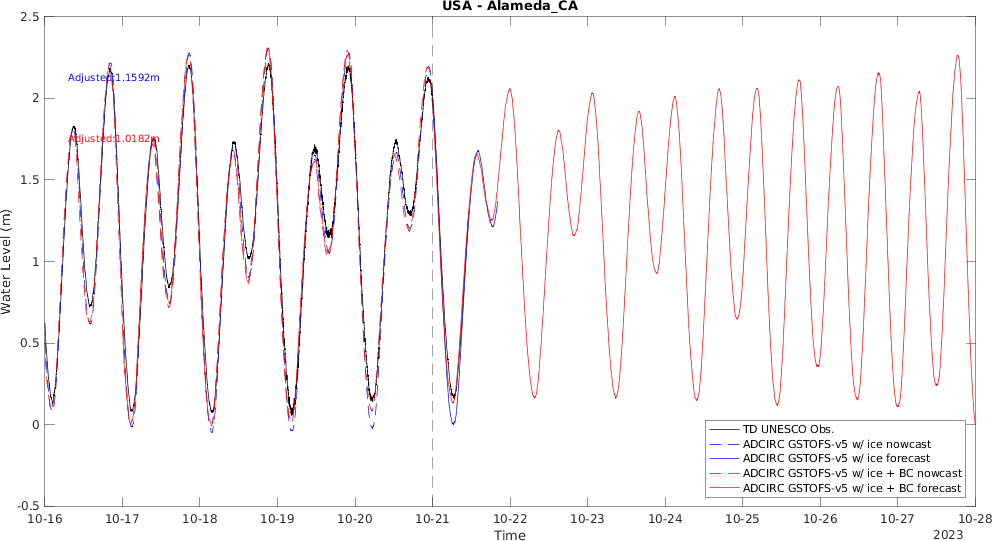 USA - Alameda_CA
2.5
2
1.5
1
0.5
0
-0.5
Water Level (m)
Adjusted:1.1592m
Adjusted:1.0182m
TD UNESCO Obs.
ADCIRC GSTOFS-v5 w/ ice nowcast
ADCIRC GSTOFS-v5 w/ ice forecast
ADCIRC GSTOFS-v5 w/ ice + BC nowcast
ADCIRC GSTOFS-v5 w/ ice + BC forecast
10-16 10-17 10-18 10-19 10-20 10-21 10-22 10-23 10-24 10-25 10-26 10-27 10-28
Time
2023